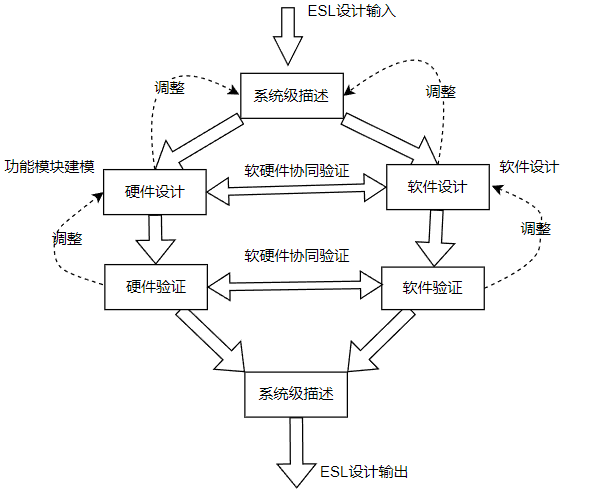 ESL设计输入
系统级描述
调整
调整
功能模块建模
软硬件协同验证
软件设计
硬件设计
软件设计
调整
调整
软硬件协同验证
硬件验证
软件验证
系统级描述
ESL设计输出